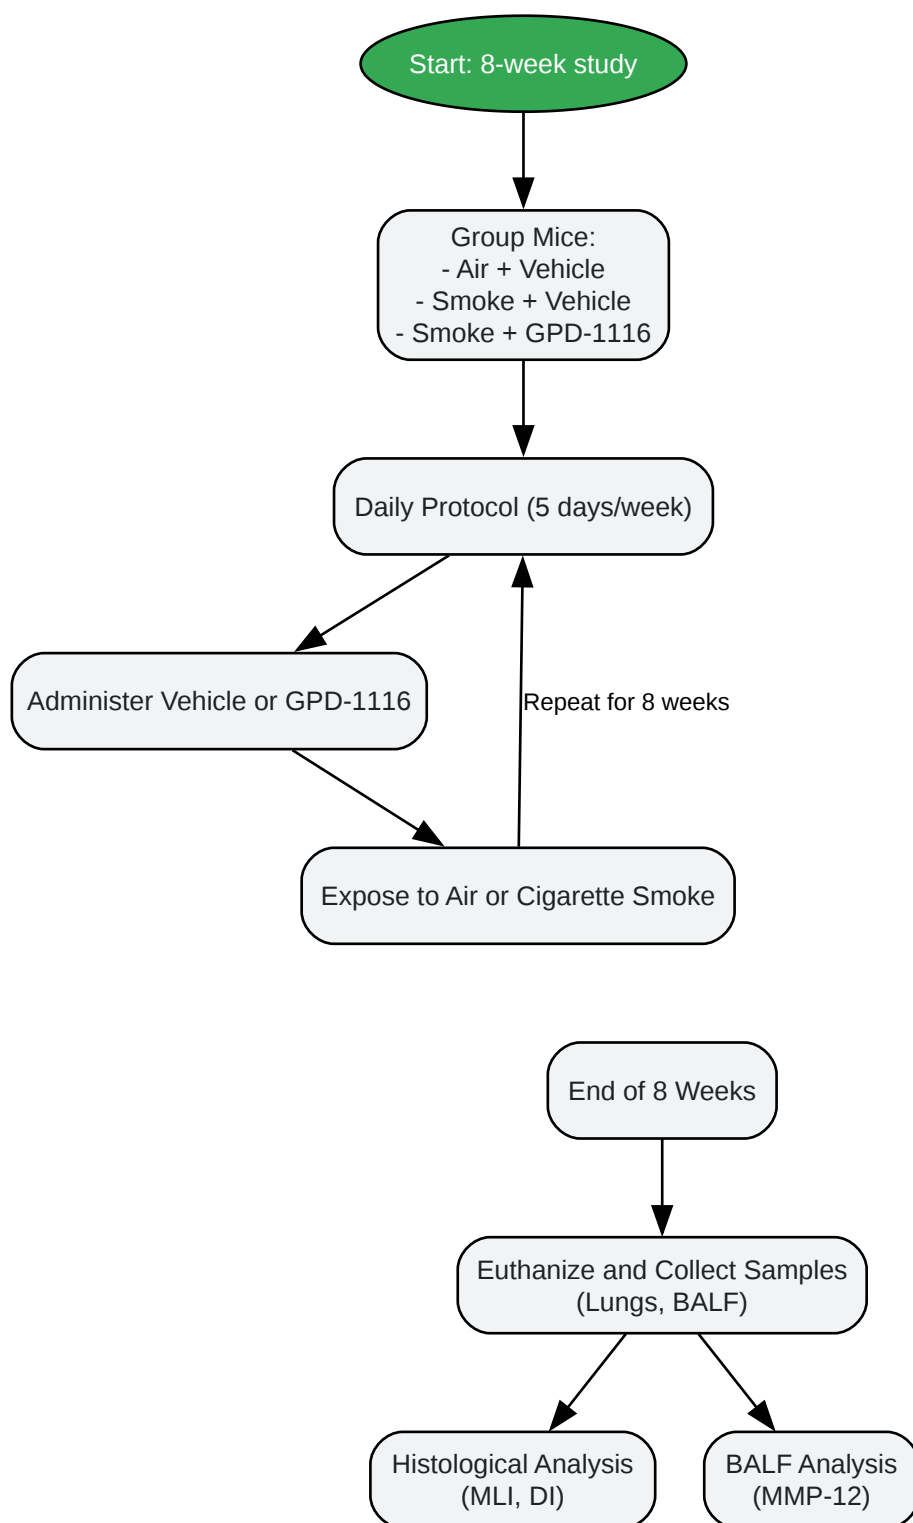 Start: 8-week study
Group Mice:
- Air + Vehicle
- Smoke + Vehicle
- Smoke + GPD-1116
Daily Protocol (5 days/week)
Administer Vehicle or GPD-1116
Repeat for 8 weeks
Expose to Air or Cigarette Smoke
End of 8 Weeks
Euthanize and Collect Samples
(Lungs, BALF)
Histological Analysis
(MLI, DI)
BALF Analysis
(MMP-12)